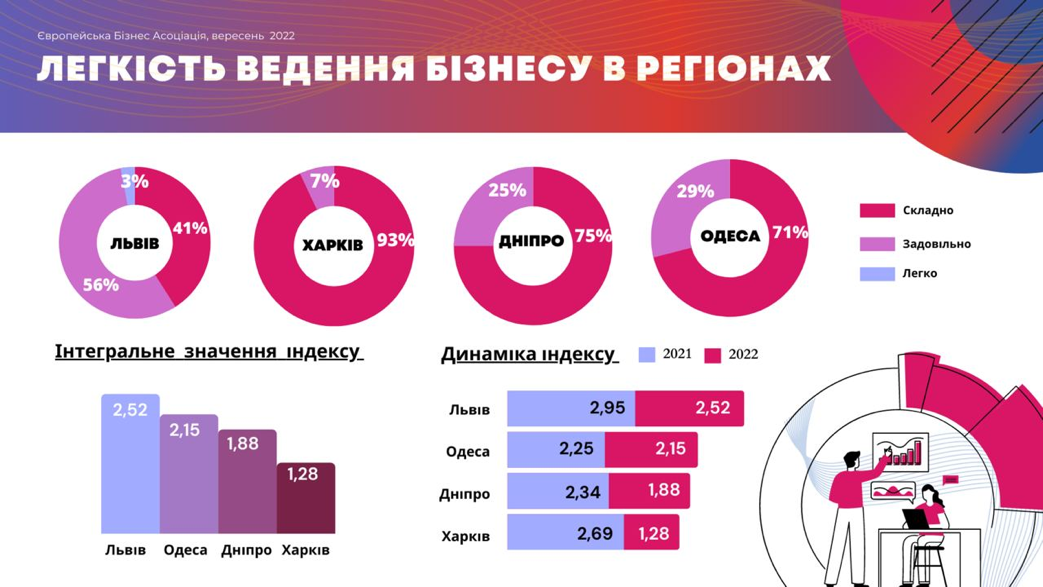 Європейська Бізнес Асоціація, вересень 2022
ЛЕГКІСТЬ ВЕДЕННЯ БІЗНЕСУ В РЕГІОНАХ
3%
41%
56%
ЛЬВІВ
7%
93%
ХАРКІВ
25%
75%
ДНІПРО
29%
71%
ОДЕСА
Складно
Задовільно
Легко
Інтегральне значення індексу
2,52
2,15
1,88
1,28
Львів Одеса Дніпро Харків
Динаміка індексу
2021 2022
Львів 2,95 2,52
Одеса 2,25 2,15
Дніпро 2,34 1,88
Харків 2,69 1,28